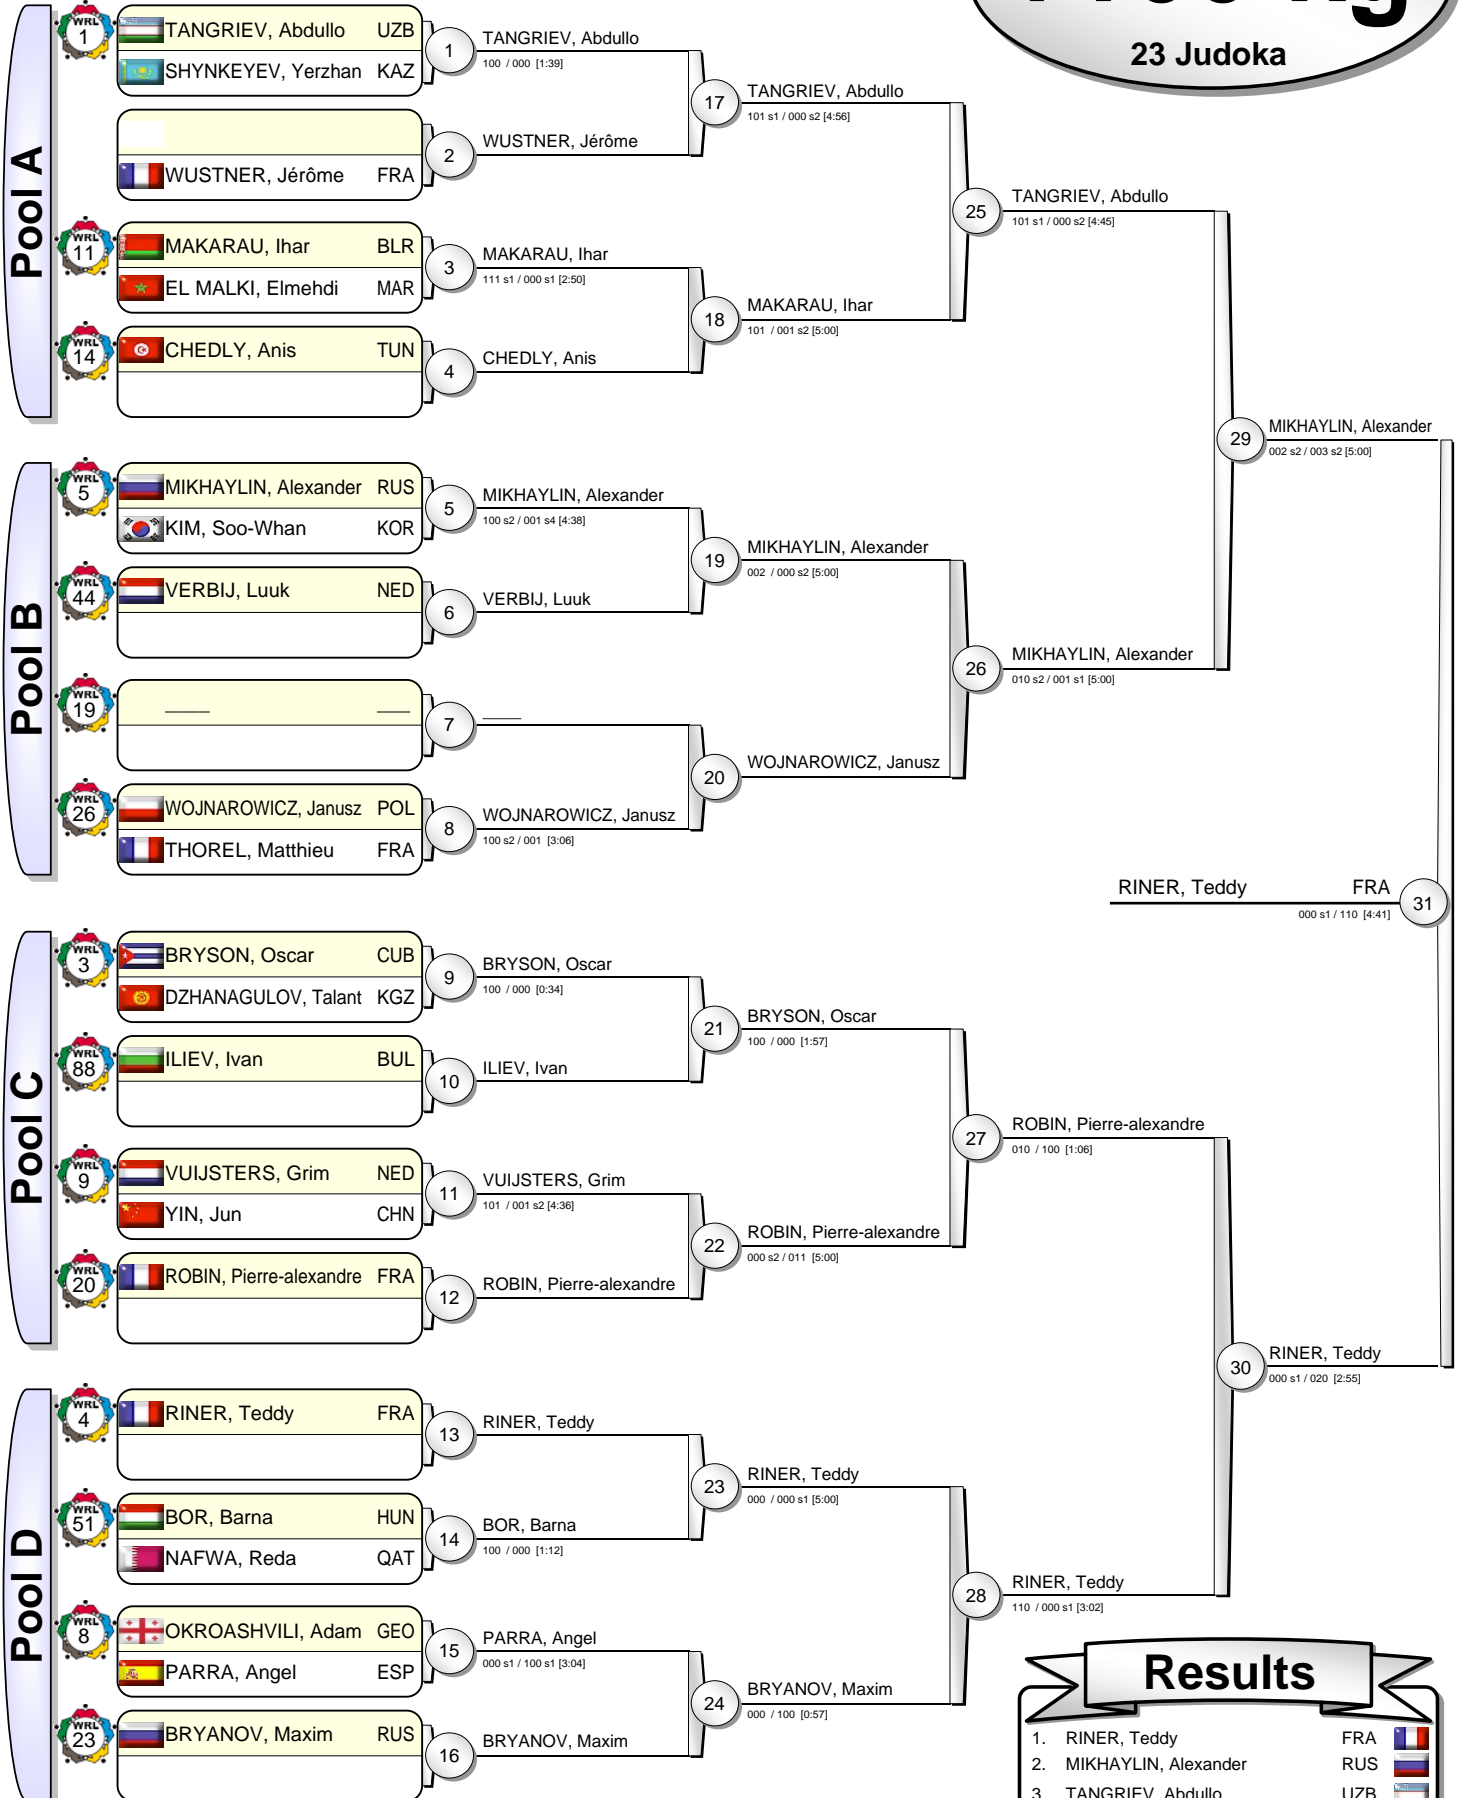 23 Judoka
Pool A
WRL 1
TANGRIEV, Abdullo UZB
SHYNKEYEV, Yerzhan KAZ
1
TANGRIEV, Abdullo
100 / 000 [1:39]
WUSTNER, Jérôme FRA
2
WUSTNER, Jérôme
17
TANGRIEV, Abdullo
101 s1 / 000 s2 [4:56]
WRL 11
MAKARAU, Ihar BLR
EL MALKI, Elmehdi MAR
3
MAKARAU, Ihar
111 s1 / 000 s1 [2:50]
WRL 14
CHEDLY, Anis TUN
4
CHEDLY, Anis
18
MAKARAU, Ihar
101 / 001 s2 [5:00]
25
TANGRIEV, Abdullo
101 s1 / 000 s2 [4:45]
Pool B
WRL 5
MIKHAYLIN, Alexander RUS
KIM, Soo-Whan KOR
5
MIKHAYLIN, Alexander
100 s2 / 001 s4 [4:38]
WRL 44
VERBIJ, Luuk NED
6
VERBIJ, Luuk
19
MIKHAYLIN, Alexander
002 / 000 s2 [5:00]
WRL 19
____ ___
7
____
WRL 26
WOJNAROWICZ, Janusz POL
THOREL, Matthieu FRA
8
WOJNAROWICZ, Janusz
100 s2 / 001 [3:06]
20
WOJNAROWICZ, Janusz
26
MIKHAYLIN, Alexander
010 s2 / 001 s1 [5:00]
29
MIKHAYLIN, Alexander
002 s2 / 003 s2 [5:00]
RINER, Teddy FRA
000 s1 / 110 [4:41]
31
Pool C
WRL 3
BRYSON, Oscar CUB
DZHANAGULOV, Talant KGZ
9
BRYSON, Oscar
100 / 000 [0:34]
WRL 88
ILIEV, Ivan BUL
10
ILIEV, Ivan
21
BRYSON, Oscar
100 / 000 [1:57]
WRL 9
VUIJSTERS, Grim NED
YIN, Jun CHN
11
VUIJSTERS, Grim
101 / 001 s2 [4:36]
WRL 20
ROBIN, Pierre-alexandre FRA
12
ROBIN, Pierre-alexandre
22
ROBIN, Pierre-alexandre
000 s2 / 011 [5:00]
27
ROBIN, Pierre-alexandre
010 / 100 [1:06]
Pool D
WRL 4
RINER, Teddy FRA
13
RINER, Teddy
WRL 51
BOR, Barna HUN
NAFWA, Reda QAT
14
BOR, Barna
100 / 000 [1:12]
23
RINER, Teddy
000 / 000 s1 [5:00]
WRL 8
OKROASHVILI, Adam GEO
PARRA, Angel ESP
15
PARRA, Angel
000 s1 / 100 s1 [3:04]
WRL 23
BRYANOV, Maxim RUS
16
BRYANOV, Maxim
24
BRYANOV, Maxim
000 / 100 [0:57]
28
RINER, Teddy
110 / 000 s1 [3:02]
30
RINER, Teddy
000 s1 / 020 [2:55]
Results
1. RINER, Teddy FRA
2. MIKHAYLIN, Alexander RUS
3. TANGRIEV, Abdullo UZB